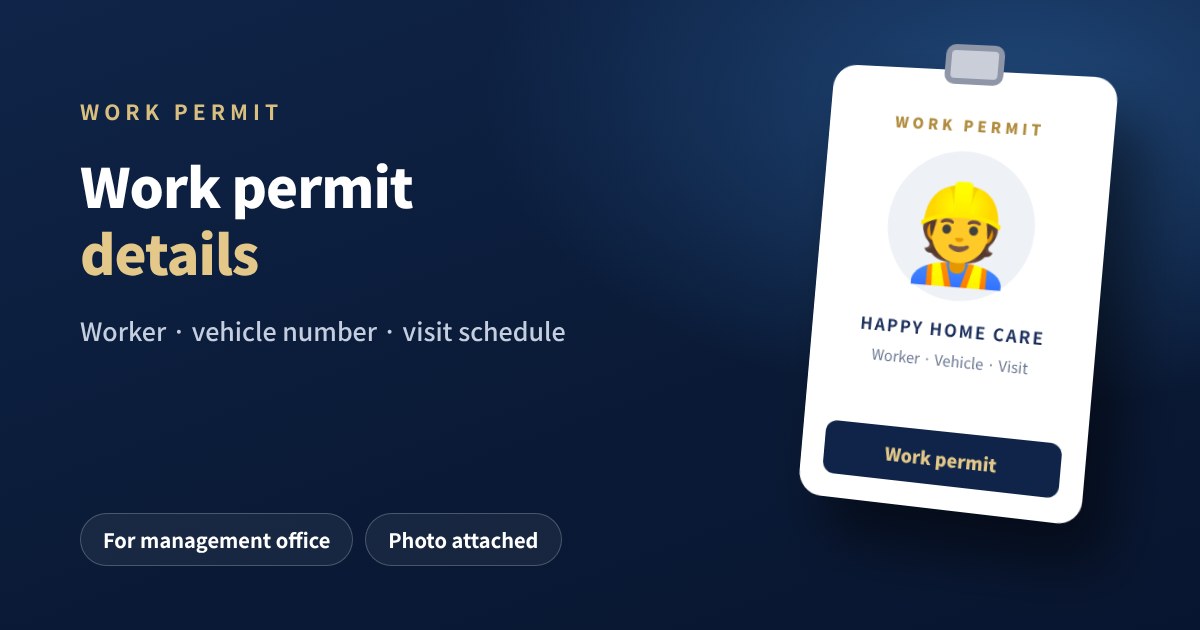 WORK PERMIT
Work permit
details
Worker · vehicle number · visit schedule
For management office
Photo attached
WORK PERMIT
HAPPY HOME CARE
Worker · Vehicle · Visit
Work permit